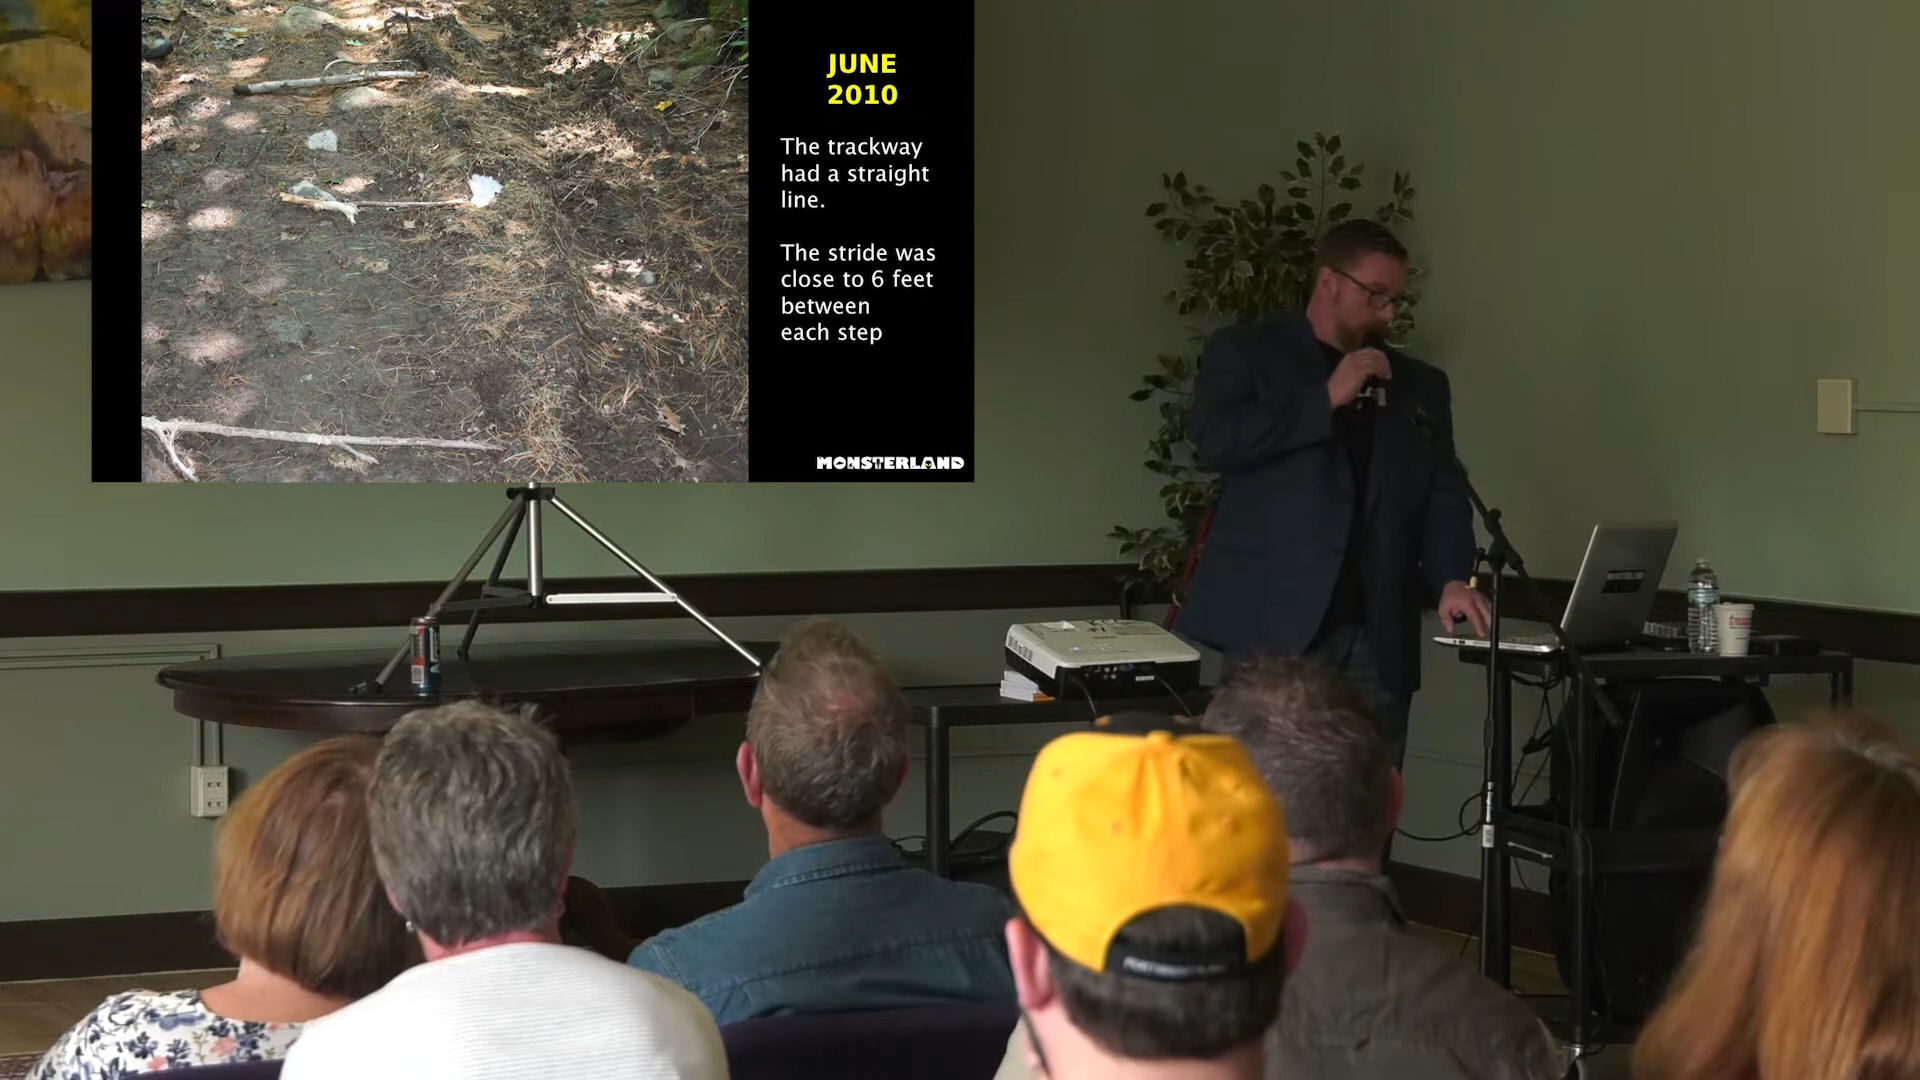 JUNE
2010
The trackway
had a straight
line.
The stride was
close to 6 feet
between
each step
MONSTERLAND